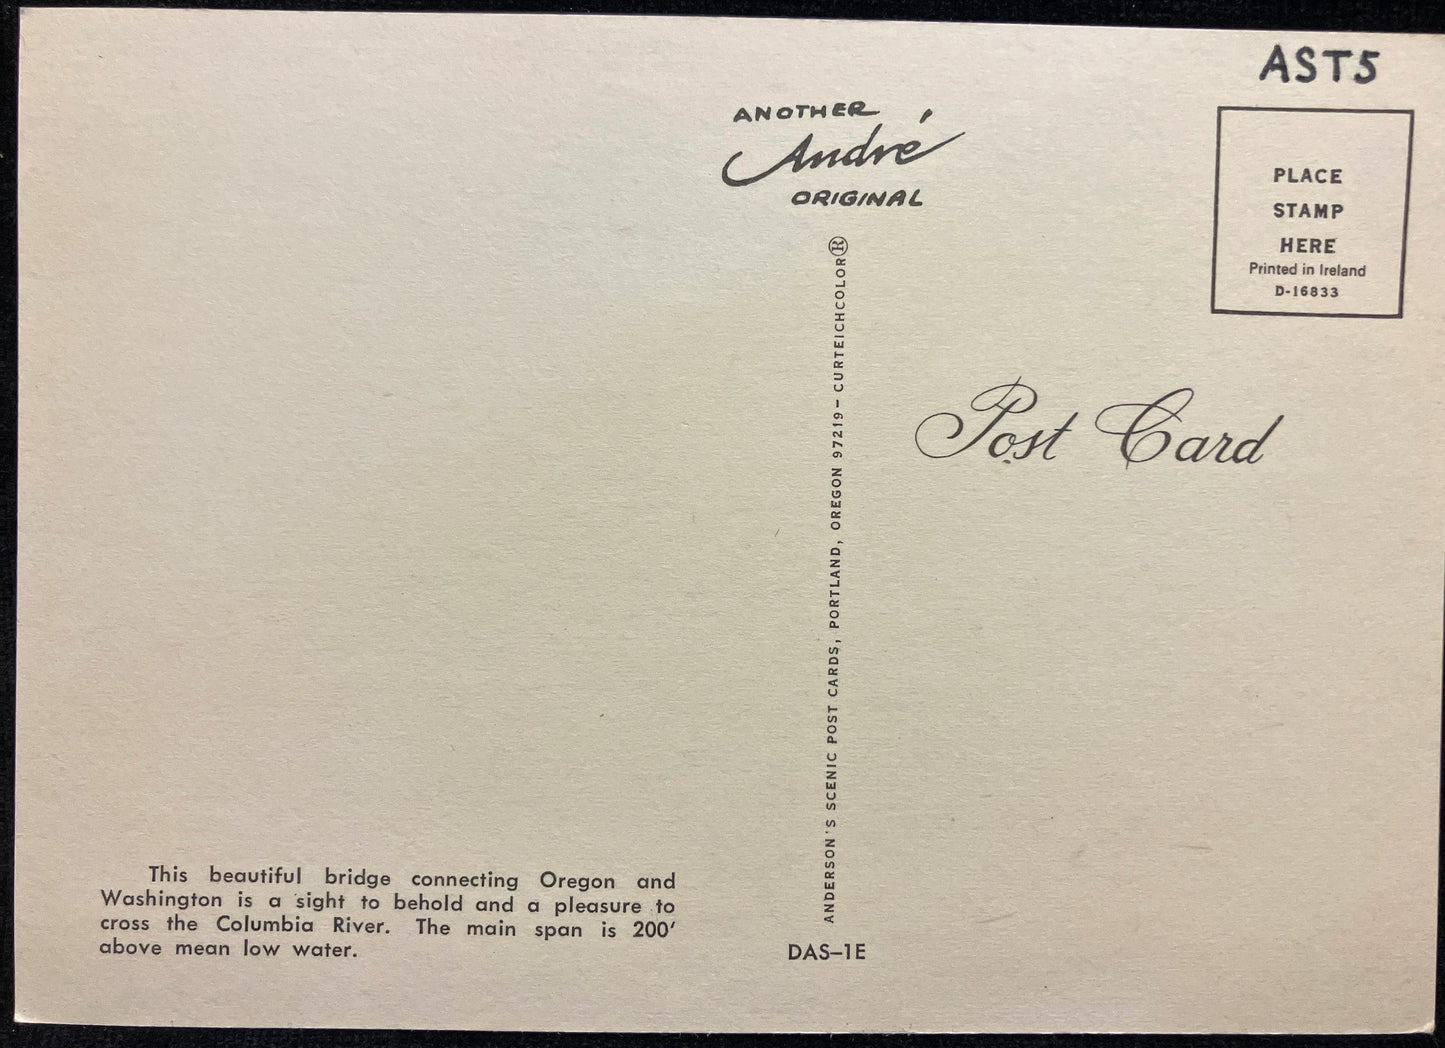 AST5
ANOTHER
André
ORIGINAL
PLACE
STAMP
HERE
Printed in Ireland
D-16833
Post Card
ANDERSON'S SCENIC POST CARDS, PORTLAND, OREGON 97219 – CURTEICHCOLOR®
This beautiful bridge connecting Oregon and
Washington is a sight to behold and a pleasure to
cross the Columbia River. The main span is 200'
above mean low water.
DAS–1E